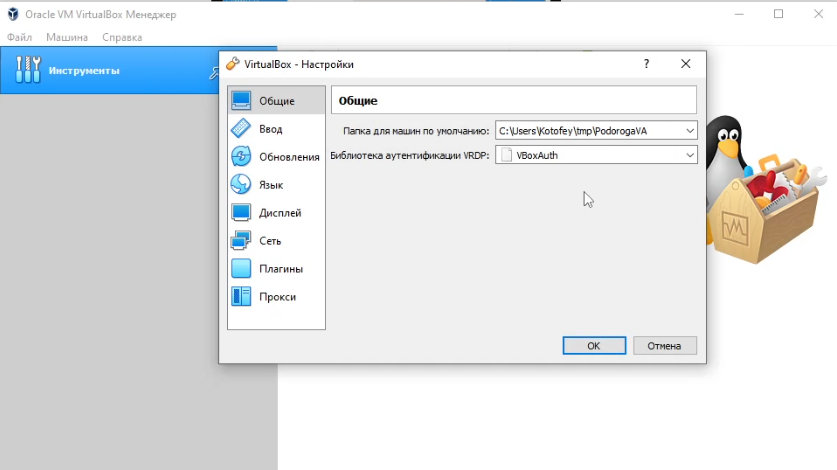 Oracle VM VirtualBox Менеджер
Файл Машина Справка
Инструменты
VirtualBox - Настройки
?
Общие
Ввод
Обновления
Язык
Дисплей
Сеть
Плагины
Прокси
Общие
Папка для машин по умолчанию: C:\Users\Kotofey\tmp\PodorogaVA
Библиотека аутентификации VRDP: VBoxAuth
OK Отмена